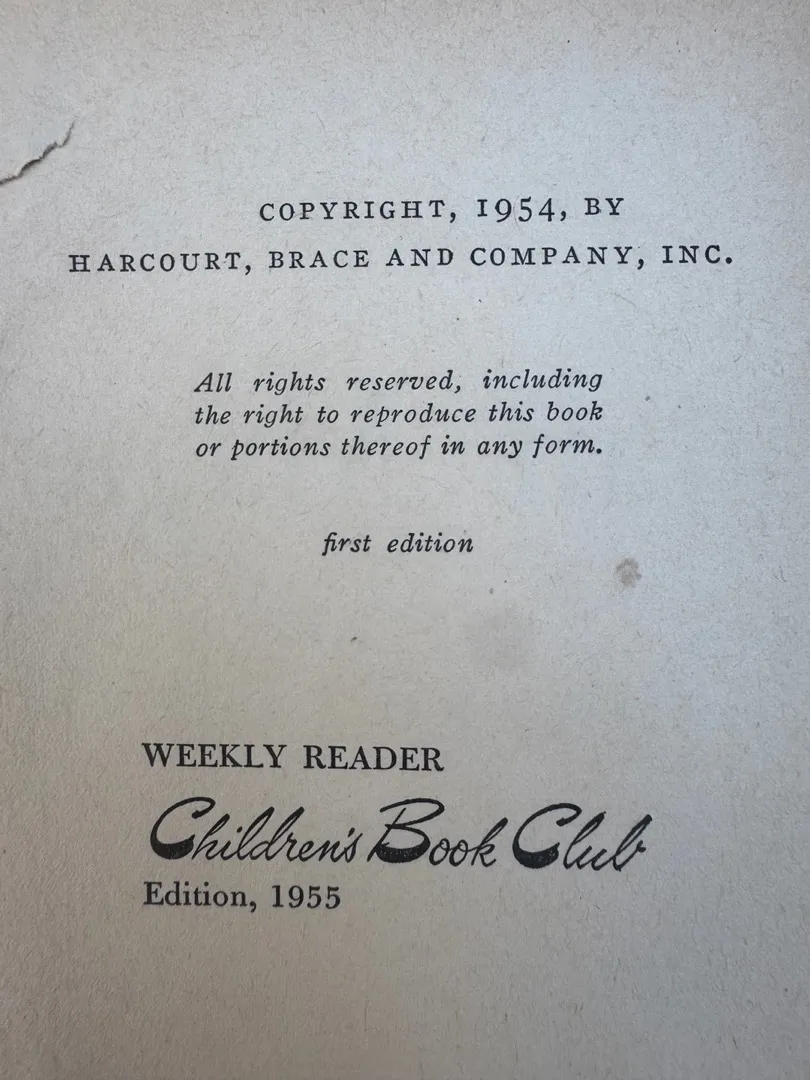 COPYRIGHT, 1954, BY
HARCOURT, BRACE AND COMPANY, INC.
All rights reserved, including
the right to reproduce this book
or portions thereof in any form.
first edition
WEEKLY READER
Children's Book Club
Edition, 1955